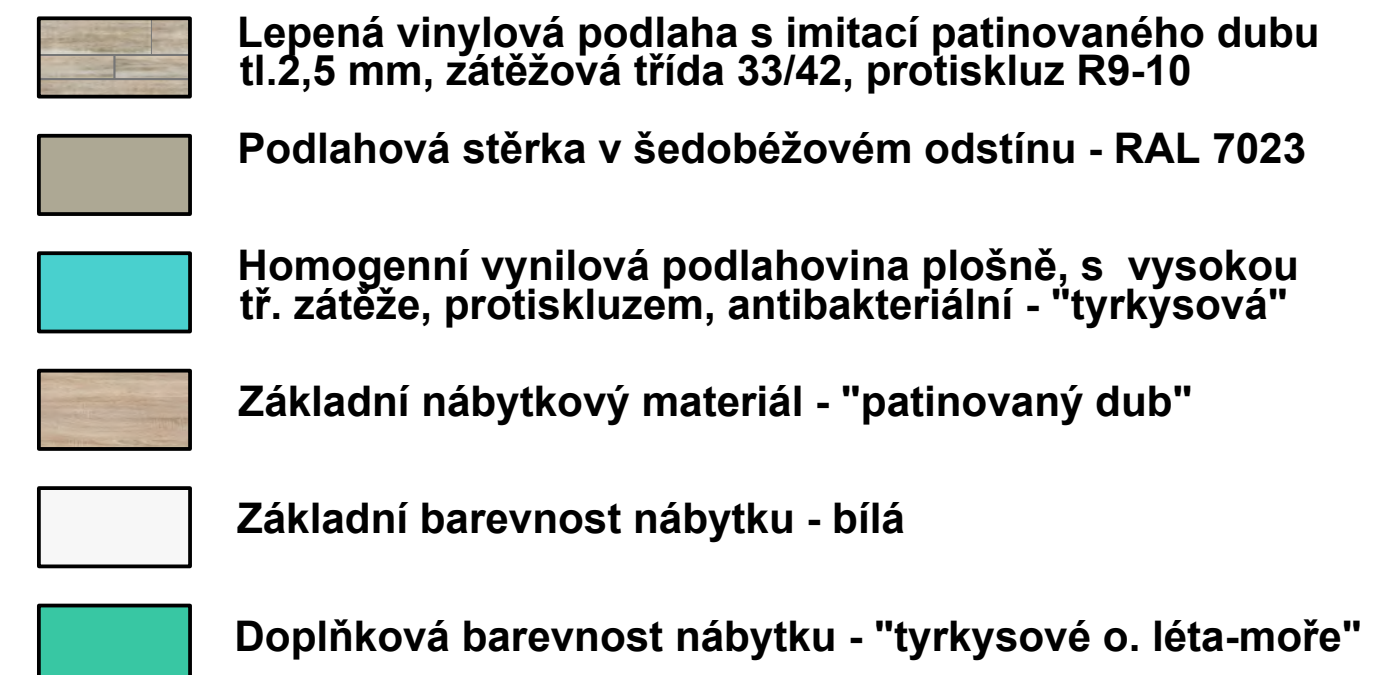 Lepená vinylová podlaha s imitací patinovaného dubu
tl.2,5 mm, zátěžová třída 33/42, protiskluz R9-10
Podlahová stěrka v šedobéžovém odstínu - RAL 7023
Homogenní vynilová podlahovina plošně, s  vysokou
tř. zátěže, protiskluzem, antibakteriální - "tyrkysová"
Základní nábytkový materiál - "patinovaný dub"
Základní barevnost nábytku - bílá
Doplňková barevnost nábytku - "tyrkysové o. léta-moře"